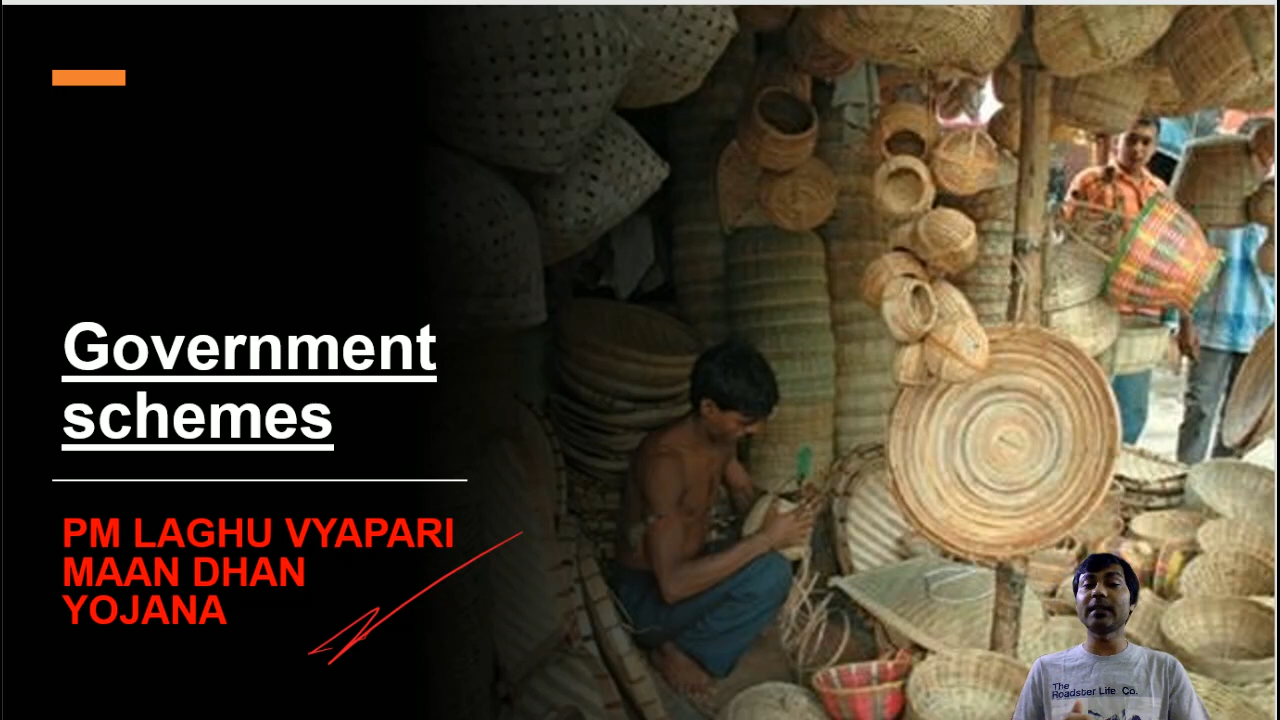 Government
schemes
PM LAGHU VYAPARI
MAAN DHAN
YOJANA
The
Roadster Life Co.